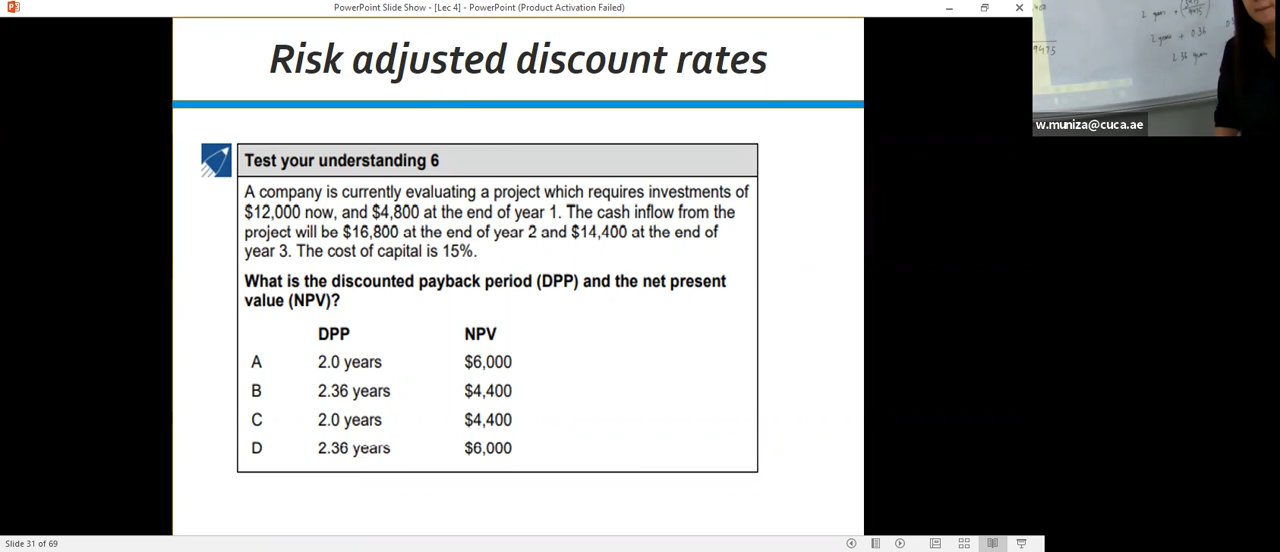 PowerPoint Slide Show - [Lec 4] - PowerPoint (Product Activation Failed)
Risk adjusted discount rates
w.muniza@cuca.ae
Test your understanding 6
A company is currently evaluating a project which requires investments of
$12,000 now, and $4,800 at the end of year 1. The cash inflow from the
project will be $16,800 at the end of year 2 and $14,400 at the end of
year 3. The cost of capital is 15%.
What is the discounted payback period (DPP) and the net present
value (NPV)?
DPP NPV
A 2.0 years $6,000
B 2.36 years $4,400
C 2.0 years $4,400
D 2.36 years $6,000
Slide 31 of 69